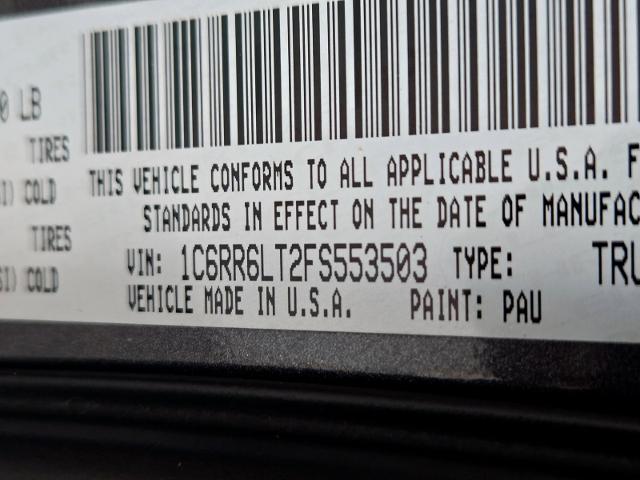 0 LB
TIRES
COLD
TIRES
SI) COLD
THIS VEHICLE CONFORMS TO ALL APPLICABLE U.S.A. F
STANDARDS IN EFFECT ON THE DATE OF MANUFAC
VIN: 1C6RR6LT2FS553503 TYPE: TRU
VEHICLE MADE IN U.S.A. PAINT: PAU